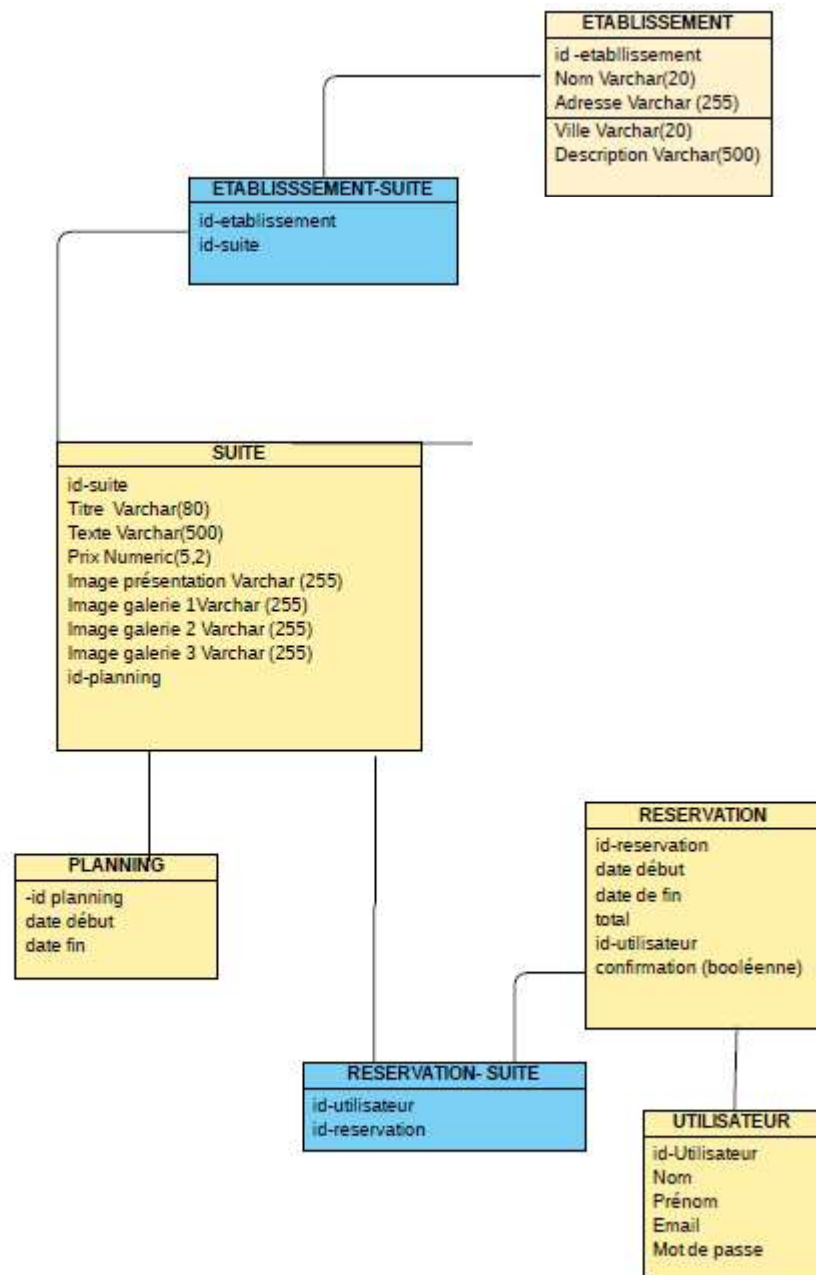 ETABLISSEMENT
id -etabllissement
Nom Varchar(20)
Adresse Varchar (255)
Ville Varchar(20)
Description Varchar(500)
ETABLISSSEMENT-SUITE
id-etablissement
id-suite
SUITE
id-suite
Titre Varchar(80)
Texte Varchar(500)
Prix Numeric(5,2)
Image présentation Varchar (255)
Image galerie 1Varchar (255)
Image galerie 2 Varchar (255)
Image galerie 3 Varchar (255)
id-planning
PLANNING
-id planning
date début
date fin
RESERVATION
id-reservation
date début
date de fin
total
id-utilisateur
confirmation (booléenne)
RESERVATION- SUITE
id-utilisateur
id-reservation
UTILISATEUR
id-Utilisateur
Nom
Prénom
Email
Mot de passe